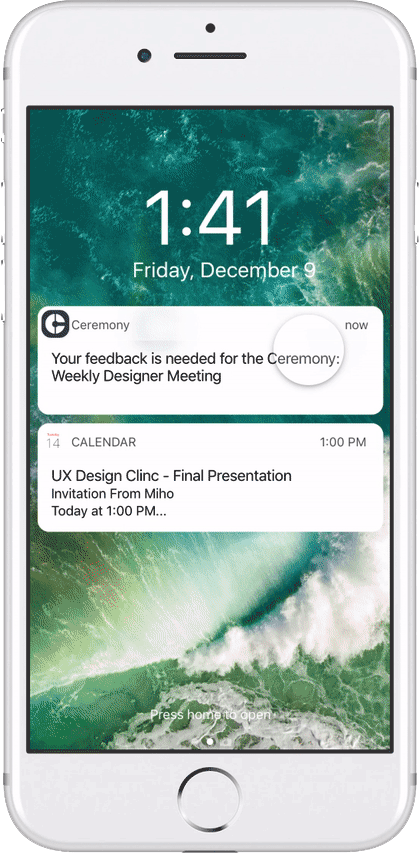 1:41
Friday, December 9
Ceremony now
Your feedback is needed for the Ceremony:
Weekly Designer Meeting
14 CALENDAR 1:00 PM
UX Design Clinc - Final Presentation
Invitation From Miho
Today at 1:00 PM...
Press home to open